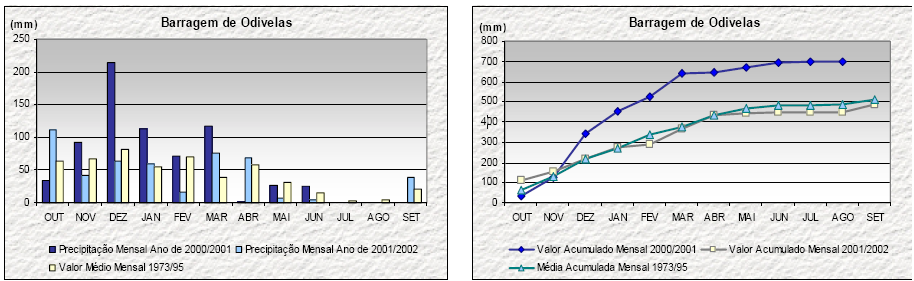 Barragem de Odivelas
(mm)
250
200
150
100
50
0
OUT NOV DEZ JAN FEV MAR ABR MAI JUN JUL AGO SET
Precipitação Mensal Ano de 2000/2001 Precipitação Mensal Ano de 2001/2002
Valor Médio Mensal 1973/95
Barragem de Odivelas
(mm)
800
700
600
500
400
300
200
100
0
OUT NOV DEZ JAN FEV MAR ABR MAI JUN JUL AGO SET
Valor Acumulado Mensal 2000/2001 Valor Acumulado Mensal 2001/2002
Média Acumulada Mensal 1973/95